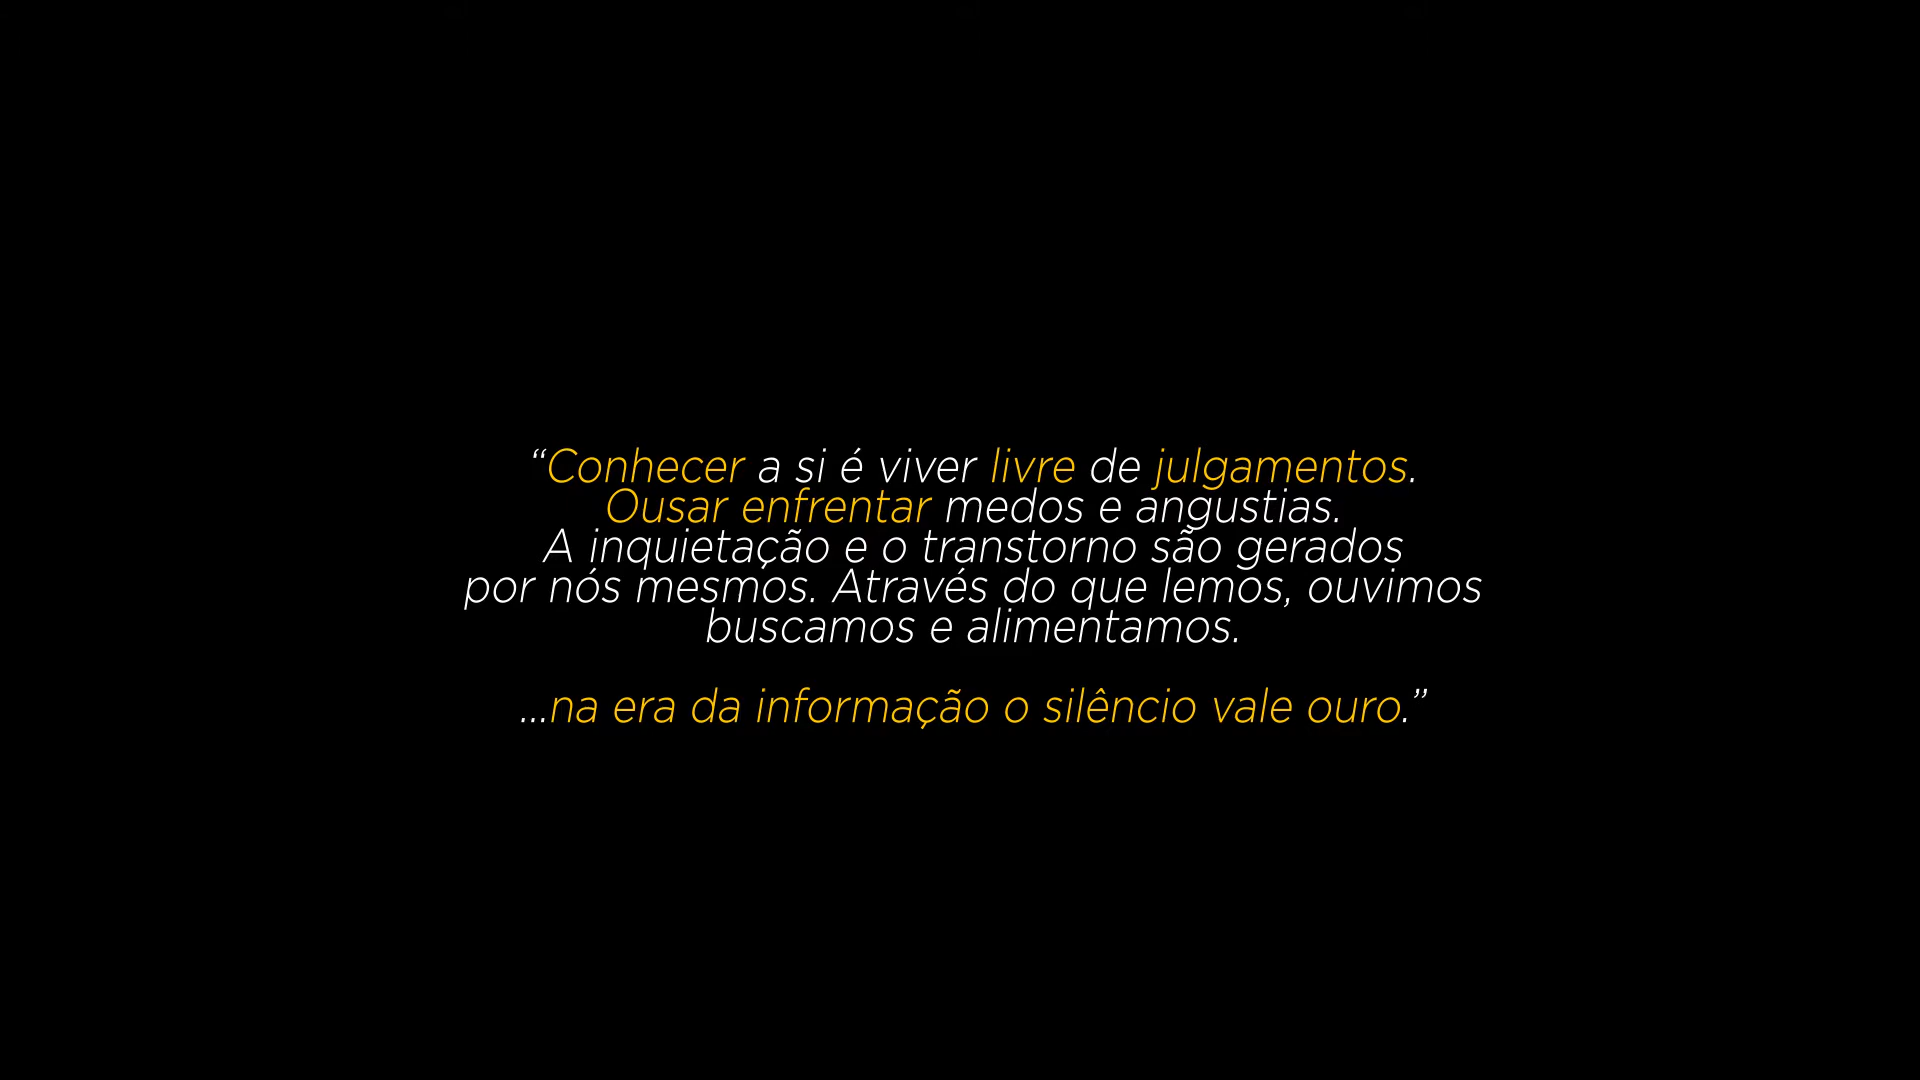 “Conhecer a si é viver livre de julgamentos.
Ousar enfrentar medos e angustias.
A inquietação e o transtorno são gerados
por nós mesmos. Através do que lemos, ouvimos
buscamos e alimentamos.
...na era da informação o silêncio vale ouro.”